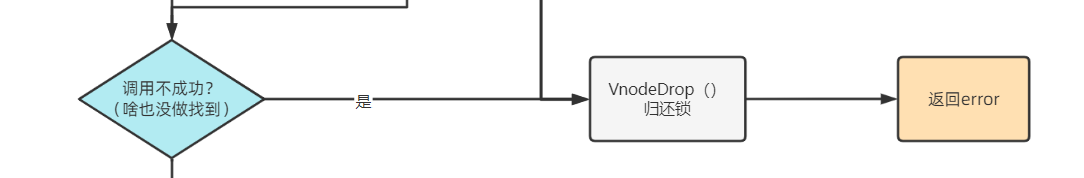 调用不成功？
（啥也没做找到）
是
VnodeDrop（）
归还锁
返回error